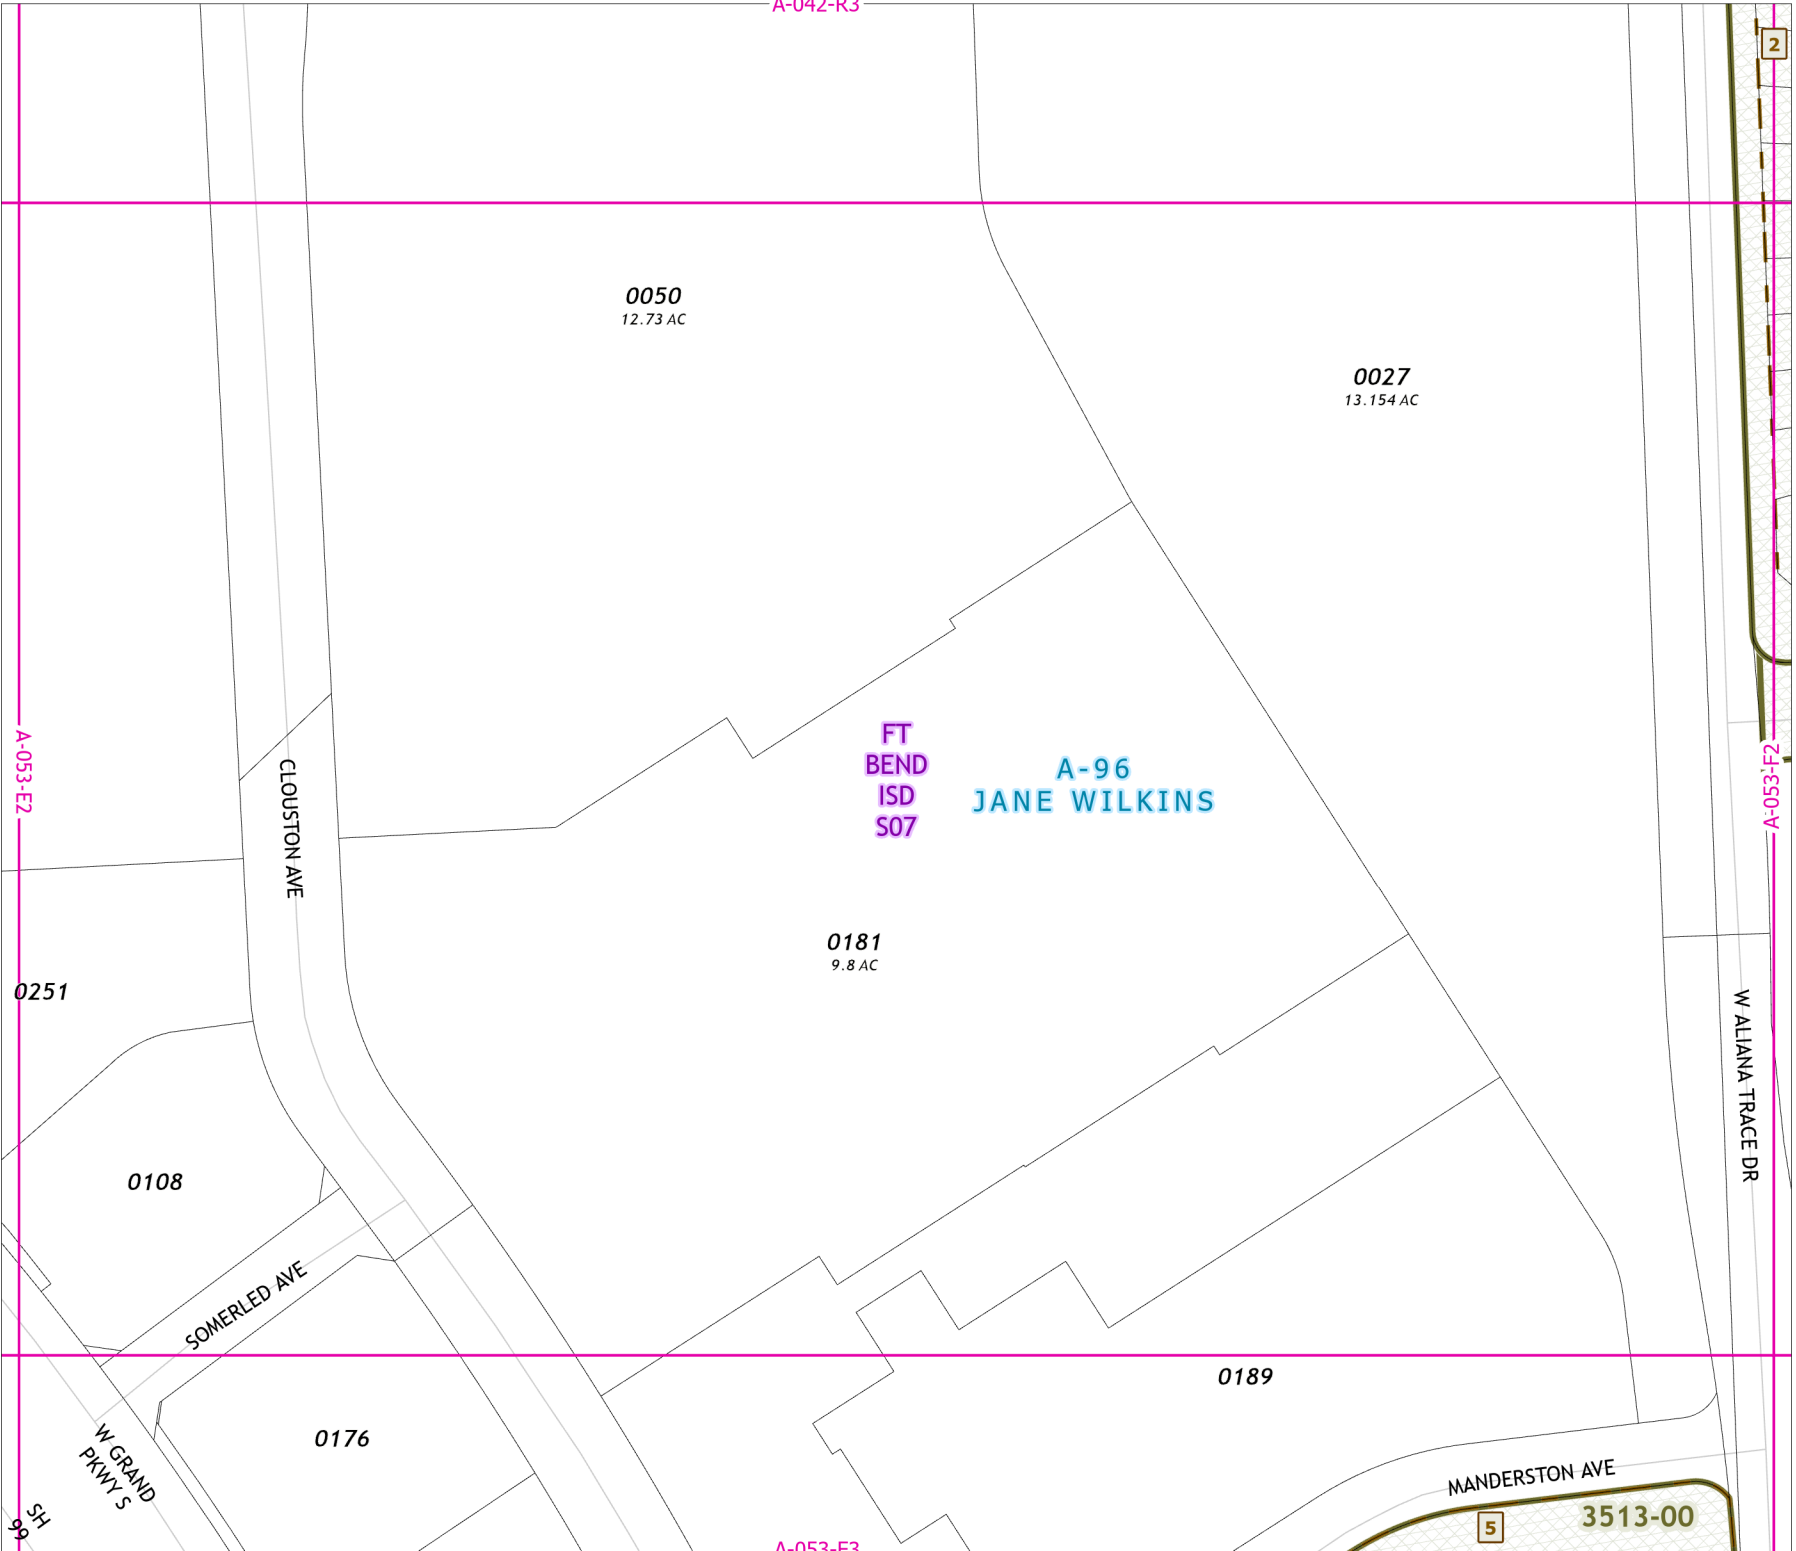 A-042-R3
2
0050
12.73 AC
0027
13.154 AC
FT
BEND
ISD
S07
A-96
JANE WILKINS
A-053-E2
A-053-F2
CLOUSTON AVE
0181
9.8 AC
0251
W ALIANA TRACE DR
0108
SOMERLED AVE
0189
0176
W GRAND
PKWY S
MANDERSTON AVE
SH
99
3513-00
5